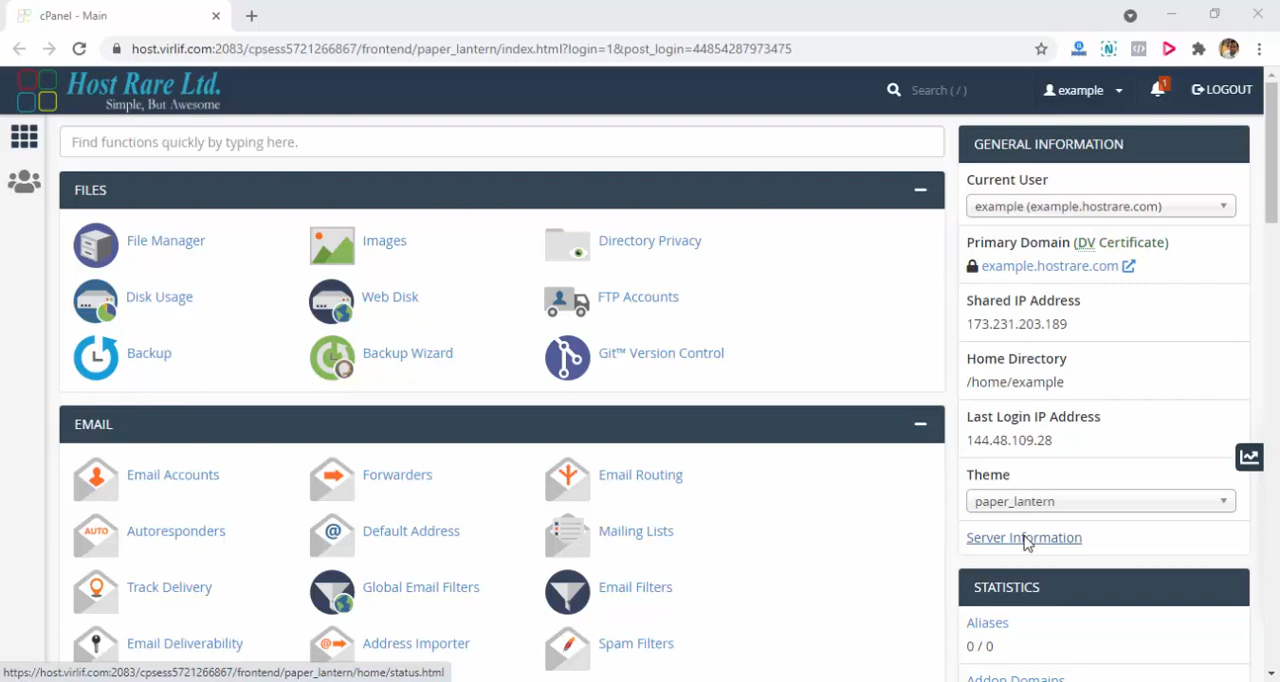 cPanel - Main
host.virlif.com:2083/cpsess5721266867/frontend/paper_lantern/index.html?login=1&post_login=44854287973475
Host Rare Ltd.
Simple, But Awesome
Search ( / )
example
1
LOGOUT
Find functions quickly by typing here.
FILES
File Manager
Images
Directory Privacy
Disk Usage
Web Disk
FTP Accounts
Backup
Backup Wizard
Git™ Version Control
EMAIL
Email Accounts
Forwarders
Email Routing
AUTO
Autoresponders
Default Address
Mailing Lists
Track Delivery
Global Email Filters
Email Filters
Email Deliverability
Address Importer
Spam Filters
GENERAL INFORMATION
Current User
example (example.hostrare.com)
Primary Domain (DV Certificate)
example.hostrare.com
Shared IP Address
173.231.203.189
Home Directory
/home/example
Last Login IP Address
144.48.109.28
Theme
paper_lantern
Server Information
STATISTICS
Aliases
0 / 0
Addon Domains
https://host.virlif.com:2083/cpsess5721266867/frontend/paper_lantern/home/status.html